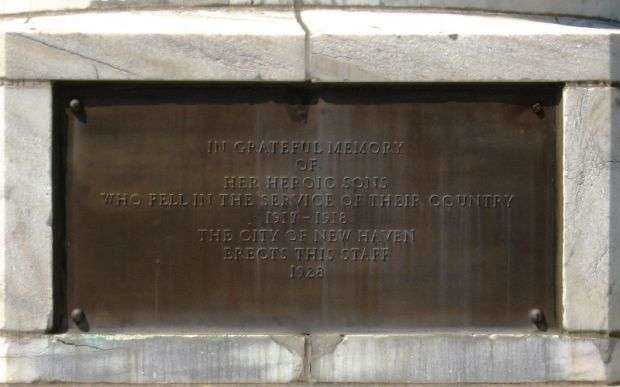 IN GRATEFUL MEMORY
OF
HER HEROIC SONS
WHO FELL IN THE SERVICE OF THEIR COUNTRY
1917-1918
THE CITY OF NEW HAVEN
ERECTS THIS STAFF
1928